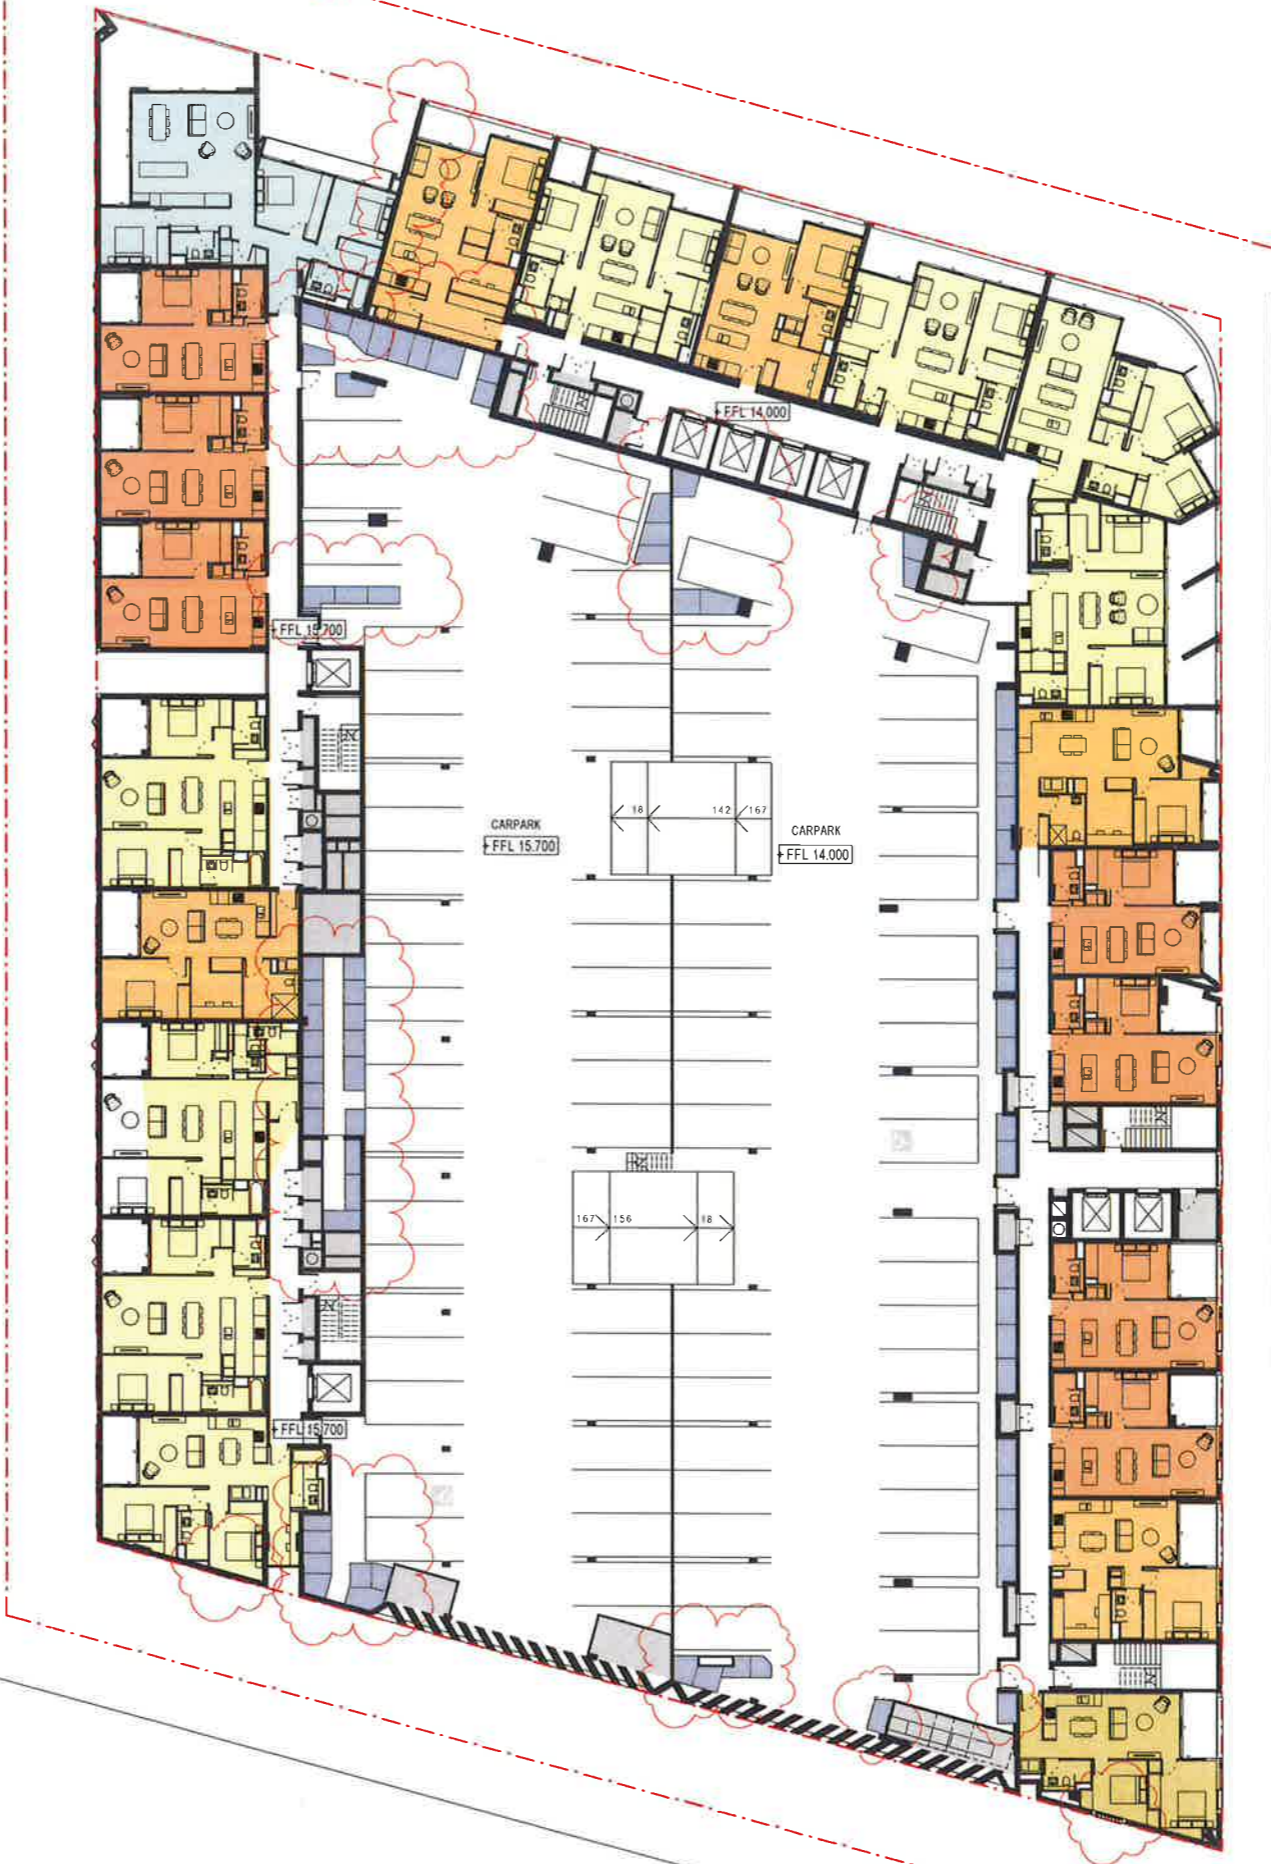 + FFL 14.000
+ FFL 15.700
CARPARK
+ FFL 15.700
18
142
167
CARPARK
+ FFL 14.000
167
156
18
+ FFL 15.700